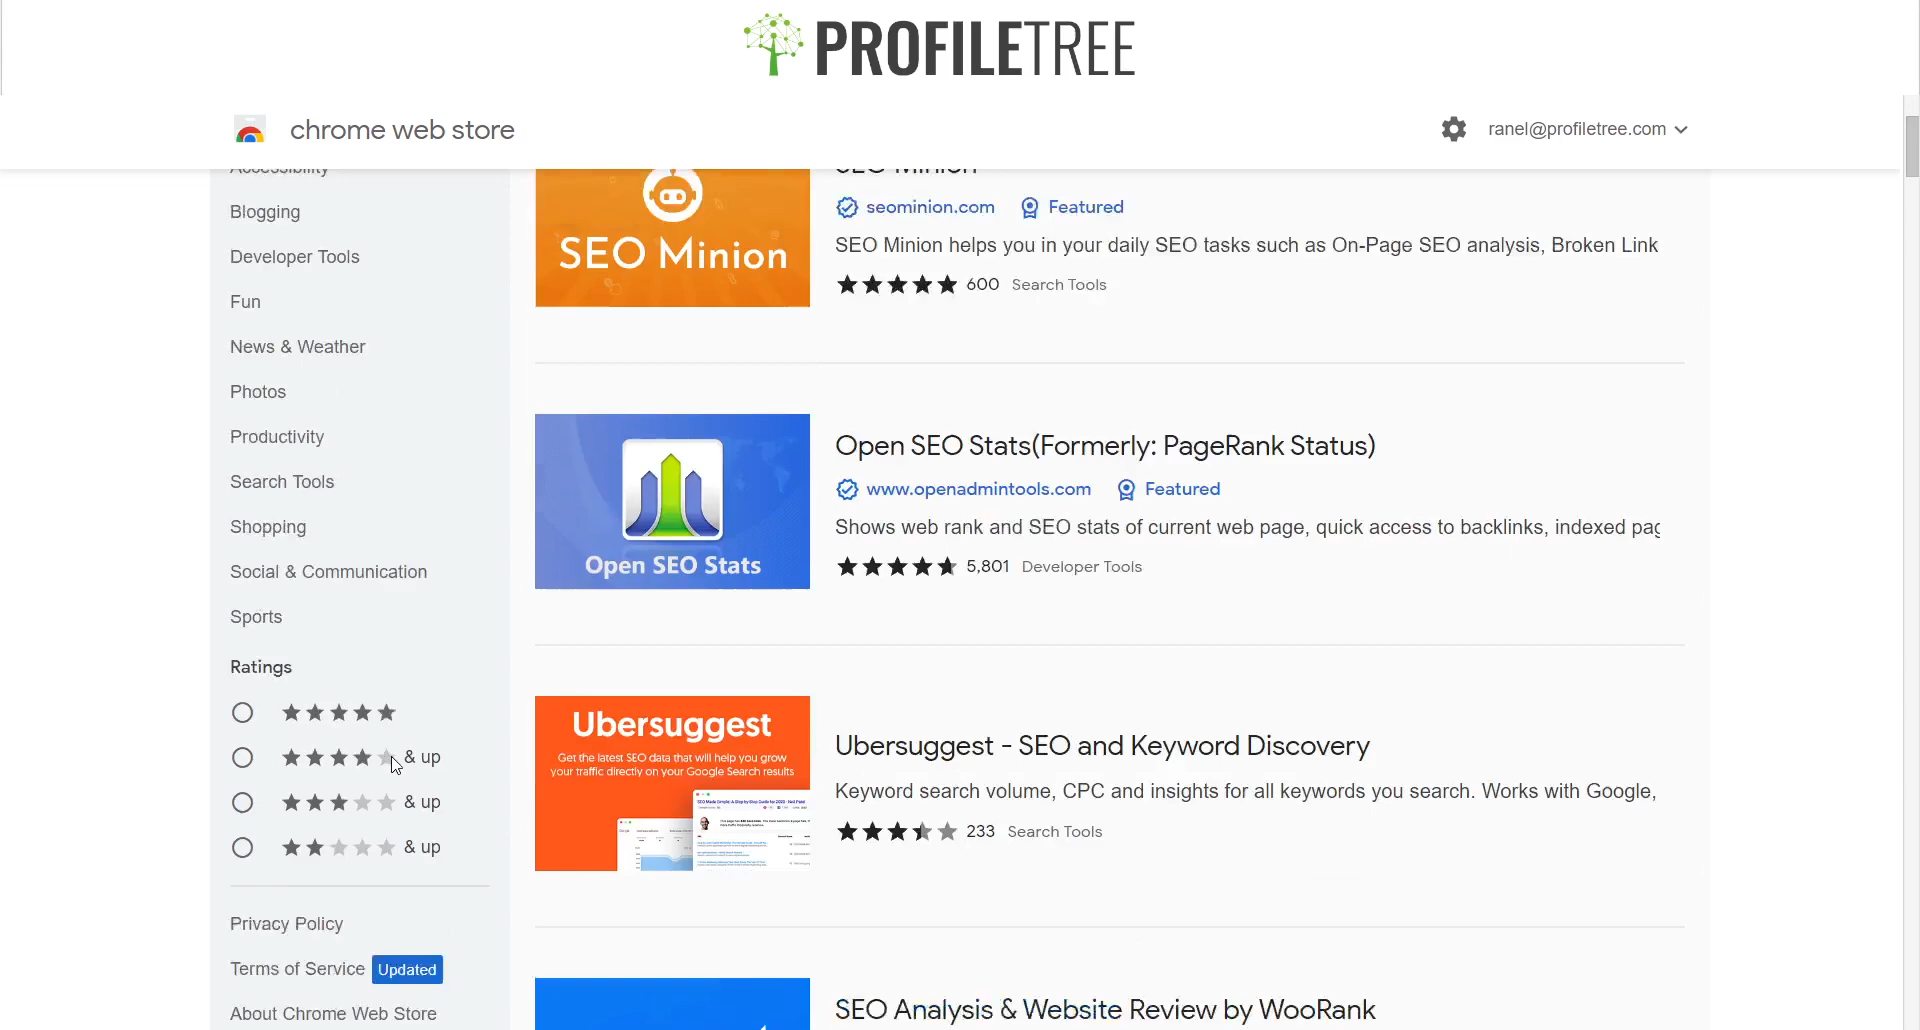 PROFILETREE
chrome web store
ranel@profiletree.com
Accessibility
Blogging
Developer Tools
Fun
News & Weather
Photos
Productivity
Search Tools
Shopping
Social & Communication
Sports
Ratings
& up
& up
& up
Privacy Policy
Terms of Service Updated
About Chrome Web Store
SEO Minion
SEO Minion
seominion.com Featured
SEO Minion helps you in your daily SEO tasks such as On-Page SEO analysis, Broken Link
600 Search Tools
Open SEO Stats
Open SEO Stats(Formerly: PageRank Status)
www.openadmintools.com Featured
Shows web rank and SEO stats of current web page, quick access to backlinks, indexed pag
5,801 Developer Tools
Ubersuggest
Get the latest SEO data that will help you grow
your traffic directly on your Google Search results
Ubersuggest - SEO and Keyword Discovery
Keyword search volume, CPC and insights for all keywords you search. Works with Google,
233 Search Tools
SEO Analysis & Website Review by WooRank